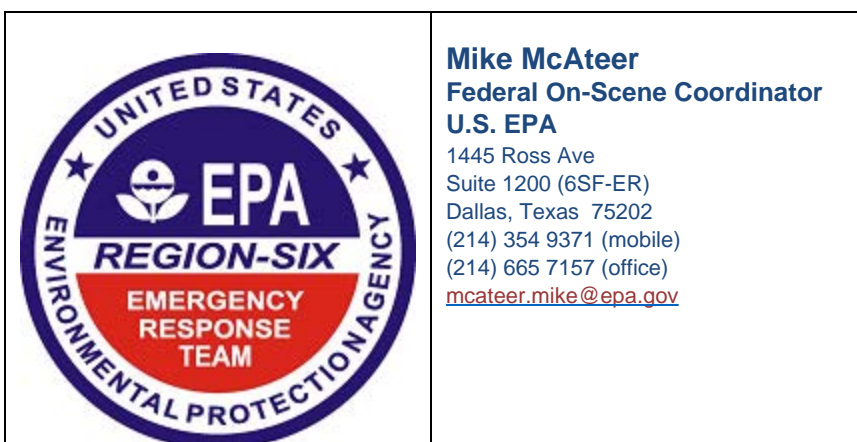 UNITED STATES
EPA
REGION-SIX
EMERGENCY
RESPONSE
TEAM
ENVIRONMENTAL PROTECTION AGENCY
Mike McAteer
Federal On-Scene Coordinator
U.S. EPA
1445 Ross Ave
Suite 1200 (6SF-ER)
Dallas, Texas  75202
(214) 354 9371 (mobile)
(214) 665 7157 (office)
mcateer.mike@epa.gov